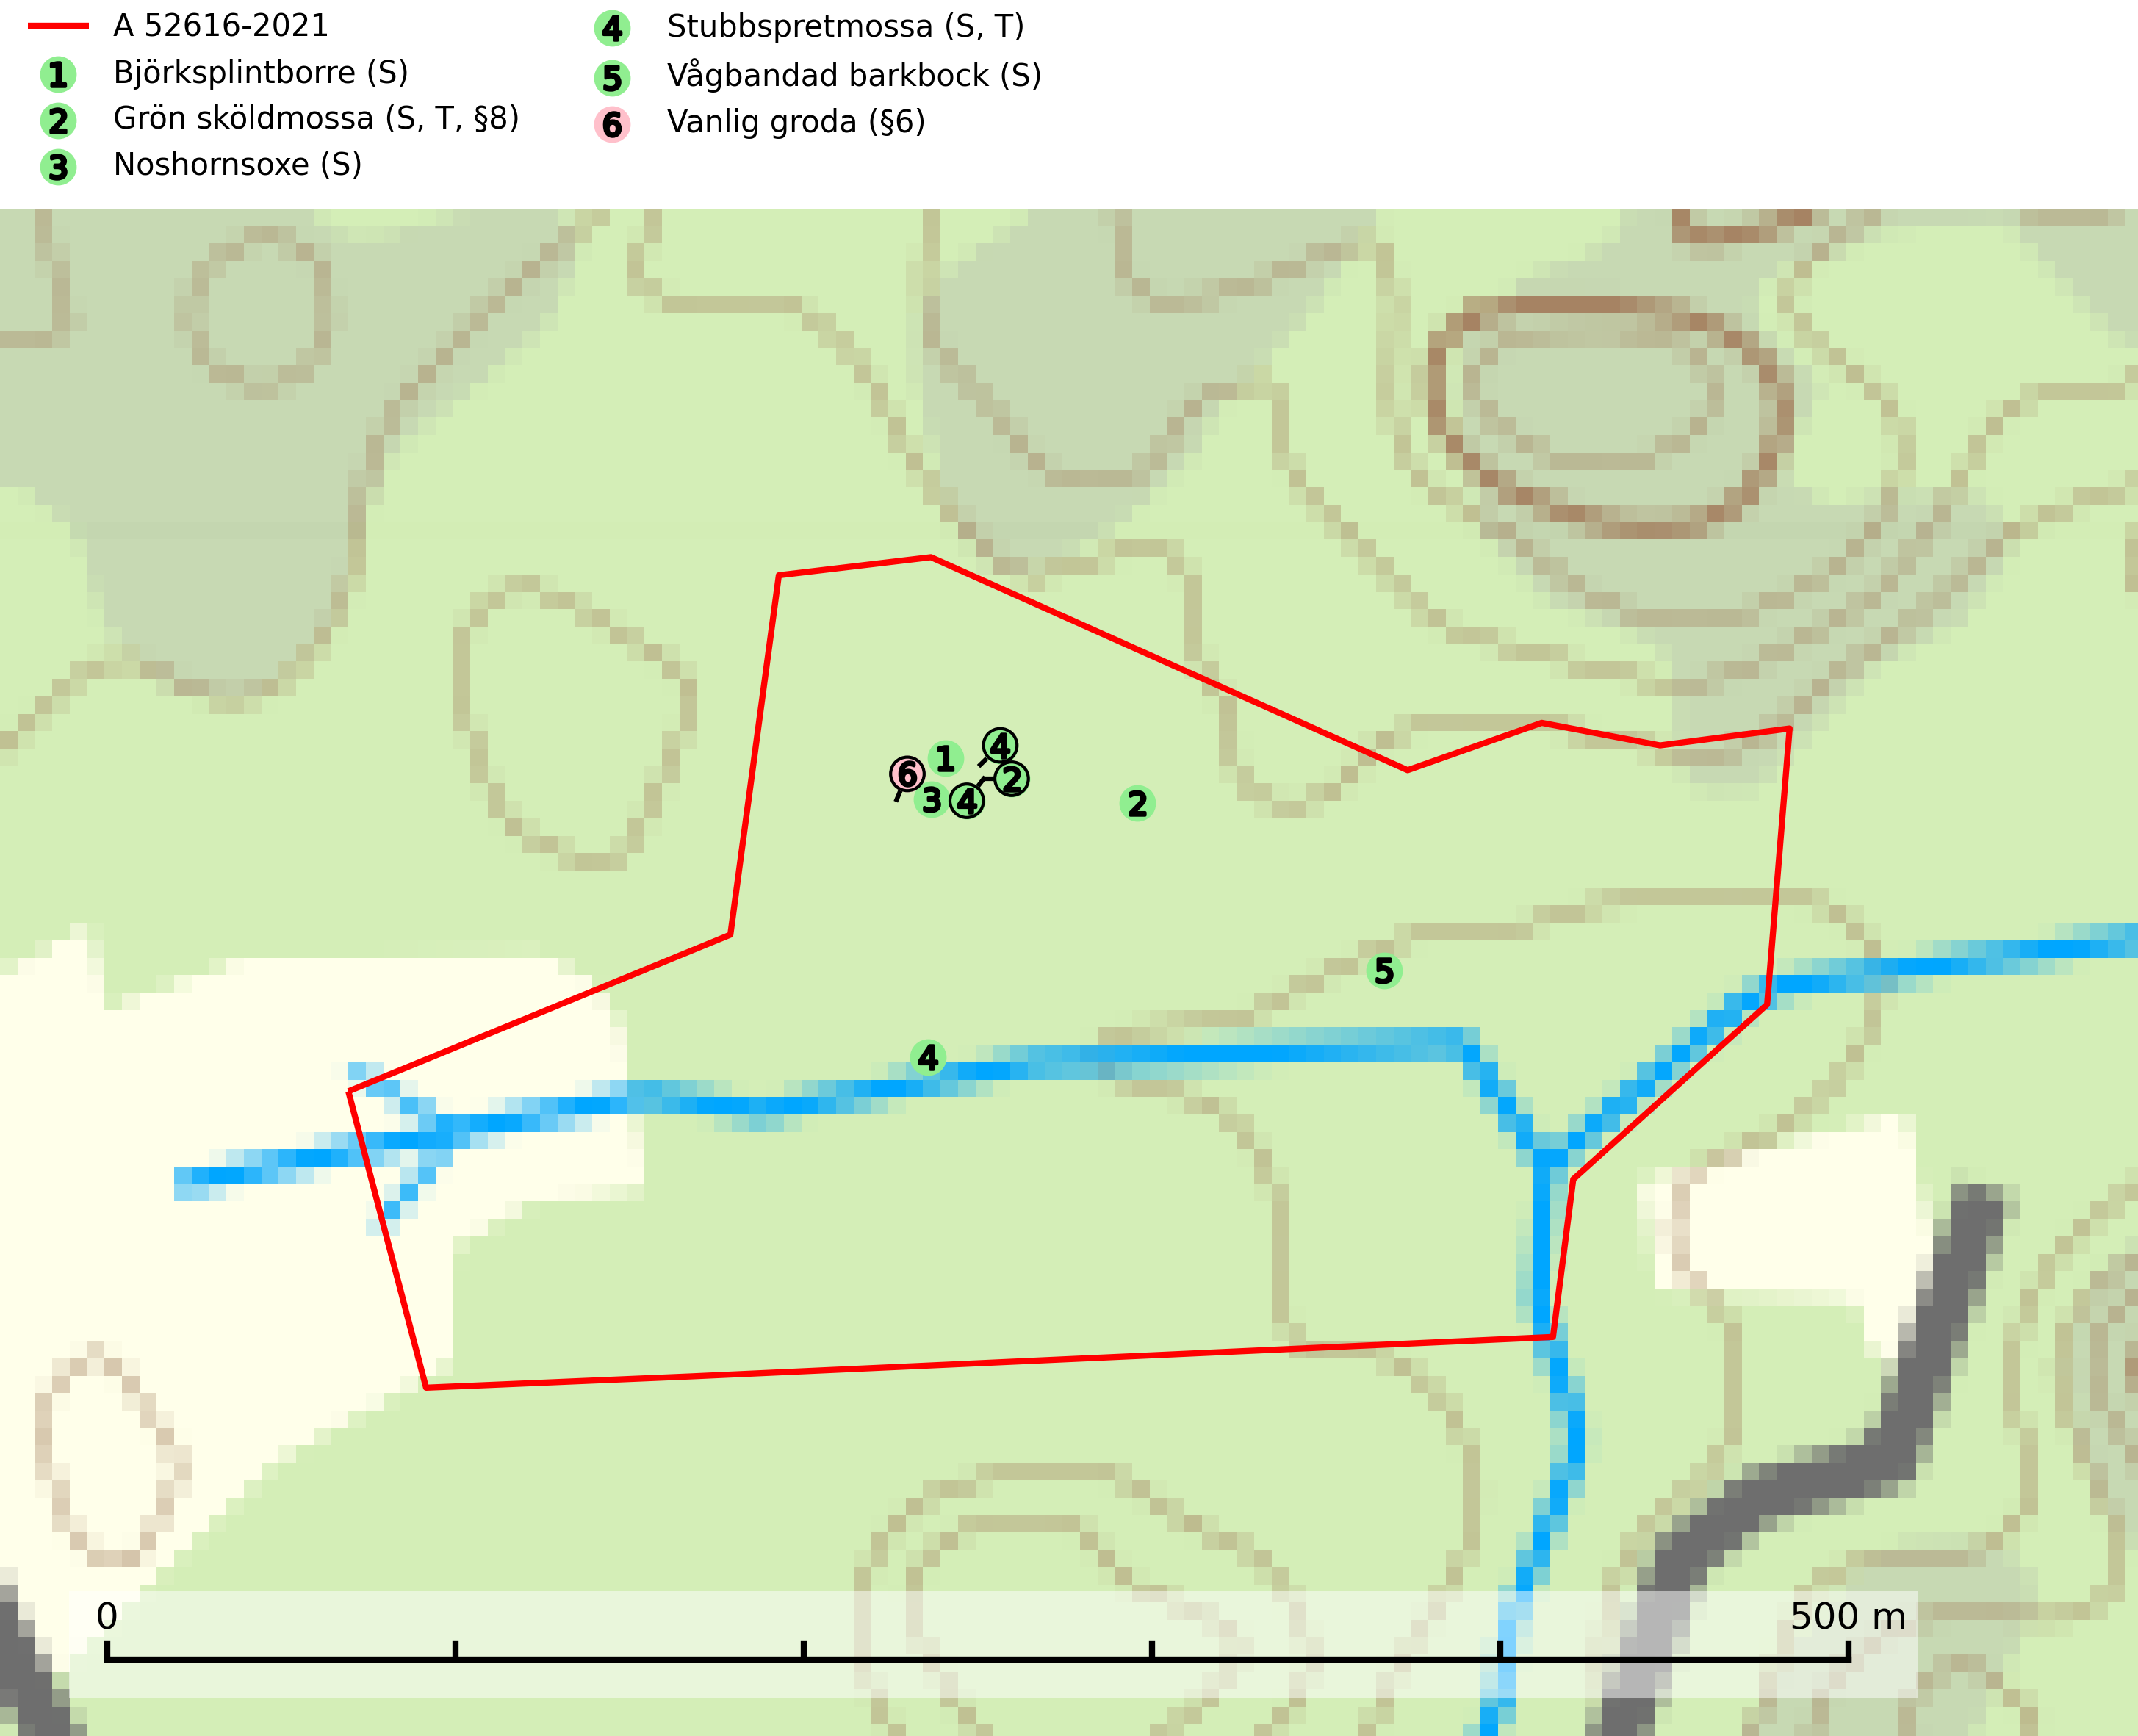 A 52616-2021
1 Björksplintborre (S)
2 Grön sköldmossa (S, T, §8)
3 Noshornsoxe (S)
4 Stubbspretmossa (S, T)
5 Vågbandad barkbock (S)
6 Vanlig groda (§6)
4
1
6
2
3
4
2
5
4
0
500 m